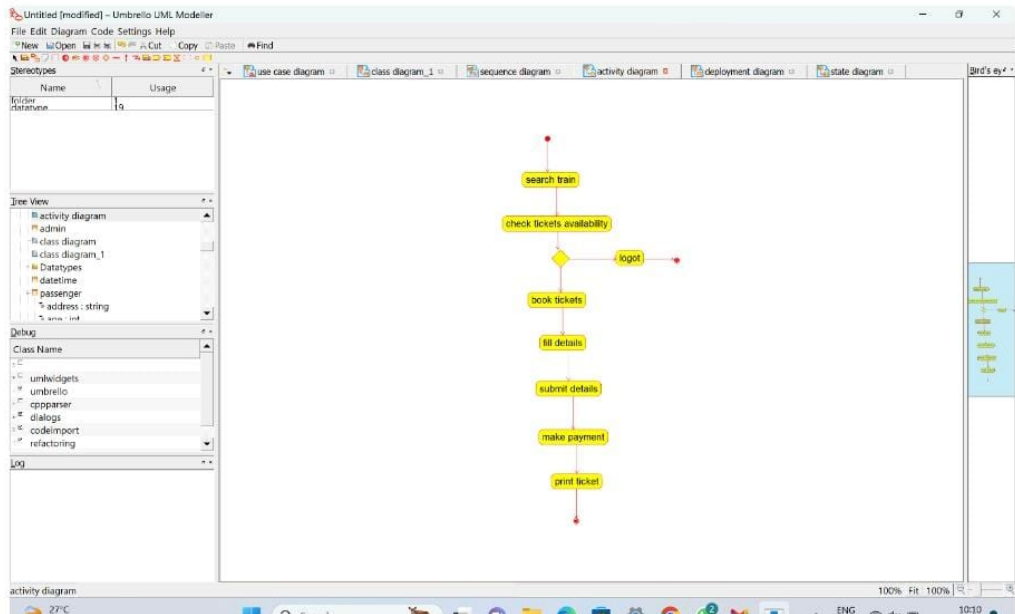 Untitled [modified] – Umbrello UML Modeller
File Edit Diagram Code Settings Help
New Open Cut Copy Paste Find
Stereotypes
use case diagram class diagram_1 sequence diagram activity diagram deployment diagram state diagram
Bird's ey
Name Usage
folder 1
datatype 19
search train
check tickets availability
logot
book tickets
fill details
submit details
make payment
print ticket
Tree View
activity diagram
admin
class diagram
class diagram_1
Datatypes
datetime
passenger
address : string
age : int
Debug
Class Name
umlwidgets
umbrello
cppparser
dialogs
codeimport
refactoring
Log
activity diagram
100% Fit 100%
27°C
ENG
10:10